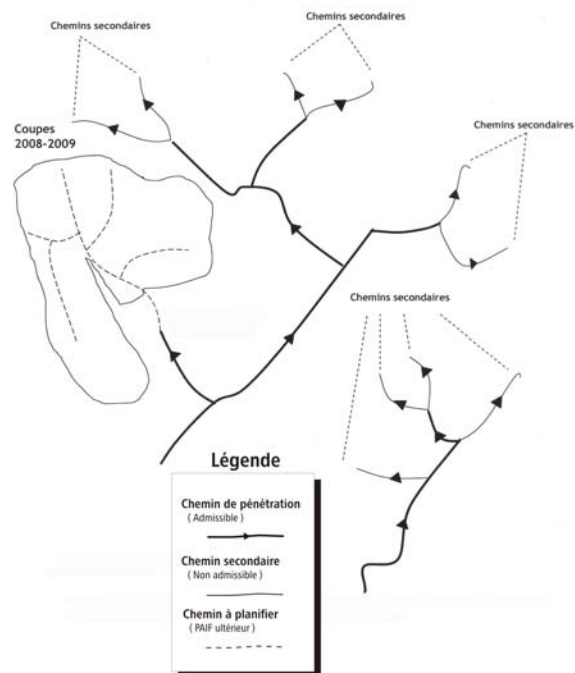 Chemins secondaires
Chemins secondaires
Coupes
2008-2009
Chemins secondaires
Chemins secondaires
Légende
Chemin de pénétration
( Admissible )
Chemin secondaire
( Non admissible )
Chemin à planifier
( PAIF ultérieur )